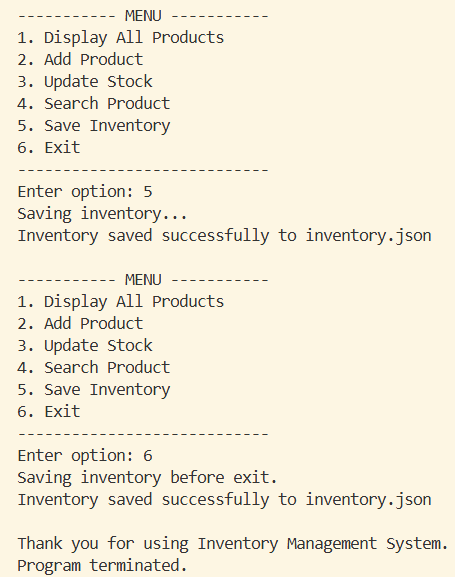 ----------- MENU -----------
1. Display All Products
2. Add Product
3. Update Stock
4. Search Product
5. Save Inventory
6. Exit
----------------------------
Enter option: 5
Saving inventory...
Inventory saved successfully to inventory.json

----------- MENU -----------
1. Display All Products
2. Add Product
3. Update Stock
4. Search Product
5. Save Inventory
6. Exit
----------------------------
Enter option: 6
Saving inventory before exit.
Inventory saved successfully to inventory.json

Thank you for using Inventory Management System.
Program terminated.